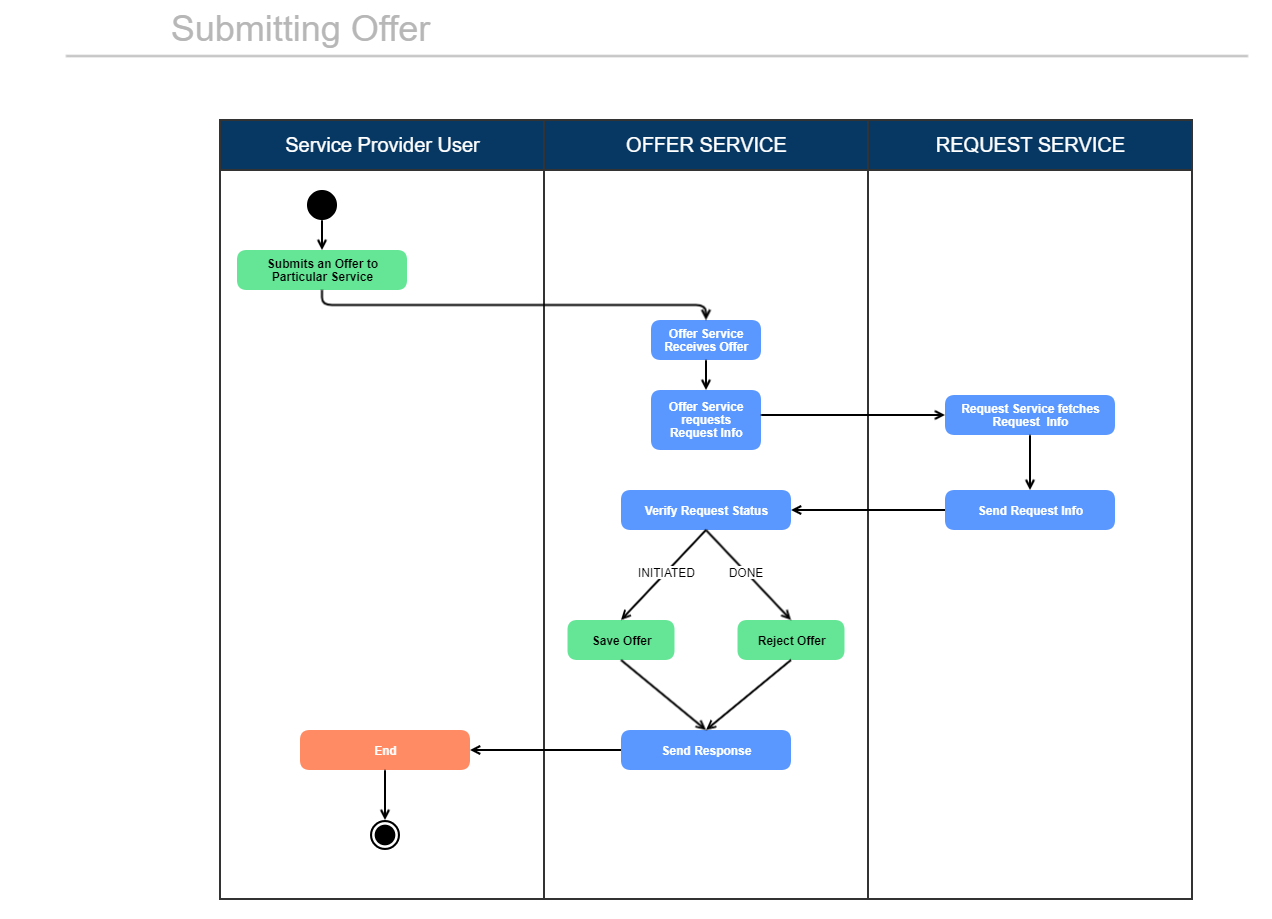 Submitting Offer
Service Provider User
OFFER SERVICE
REQUEST SERVICE
Submits an Offer to
Particular Service
Offer Service
Receives Offer
Offer Service
requests
Request Info
Request Service fetches
Request Info
Verify Request Status
Send Request Info
INITIATED
DONE
Save Offer
Reject Offer
End
Send Response